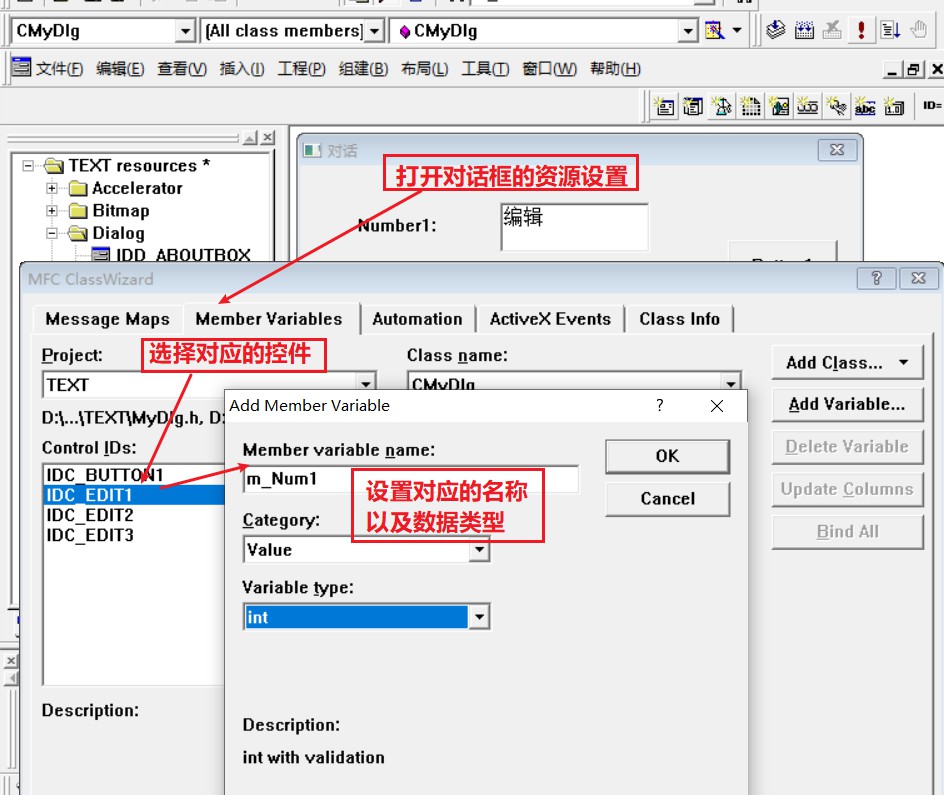 CMyDlg
[All class members]
CMyDlg
文件(F) 编辑(E) 查看(V) 插入(I) 工程(P) 组建(B) 布局(L) 工具(T) 窗口(W) 帮助(H)
ID=
TEXT resources *
Accelerator
Bitmap
Dialog
IDD_ABOUTBOX
对话
打开对话框的资源设置
Number1:
编辑
MFC ClassWizard
Message Maps
Member Variables
Automation
ActiveX Events
Class Info
选择对应的控件
Project:
Class name:
TEXT
CMyDlg
Add Class...
D:\...\TEXT\MyDlg.h, D:
Add Variable...
Control IDs:
Delete Variable
IDC_BUTTON1
IDC_EDIT1
IDC_EDIT2
IDC_EDIT3
Update Columns
Bind All
Description:
Add Member Variable
Member variable name:
OK
m_Num1
Cancel
设置对应的名称
以及数据类型
Category:
Value
Variable type:
int
Description:
int with validation